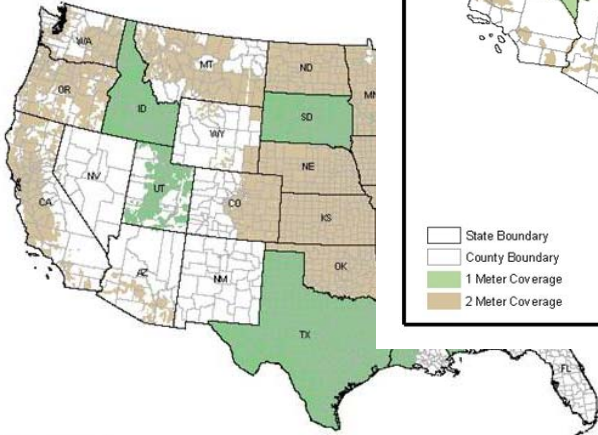 WA
MT
ND
OR
MN
ID
SD
WY
NE
NV
UT
CO
CA
KS
AZ
NM
OK
TX
FL
State Boundary
County Boundary
1 Meter Coverage
2 Meter Coverage